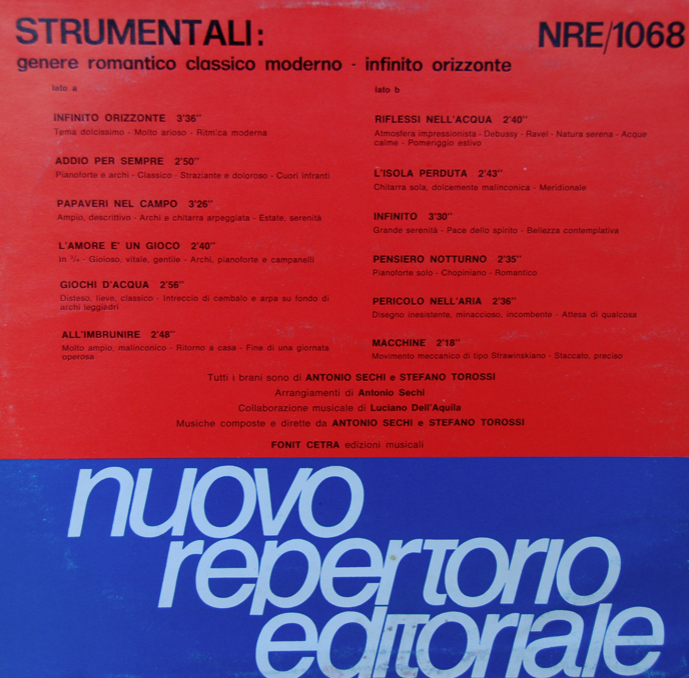 STRUMENTALI:
NRE/1068
genere romantico classico moderno - infinito orizzonte
lato a
INFINITO ORIZZONTE 3'36"
Tema dolcissimo - Molto arioso - Ritmica moderna
ADDIO PER SEMPRE 2'50"
Pianoforte e archi - Classico - Straziante e doloroso - Cuori infranti
PAPAVERI NEL CAMPO 3'26"
Ampio, descrittivo - Archi e chitarra arpeggiata - Estate, serenità
L'AMORE E' UN GIOCO 2'40"
In ¾ - Gioioso, vitale, gentile - Archi, pianoforte e campanelli
GIOCHI D'ACQUA 2'56"
Disteso, lieve, classico - Intreccio di cembalo e arpa su fondo di
archi leggiedri
ALL'IMBRUNIRE 2'48"
Molto ampio, malinconico - Ritorno a casa - Fine di una giornata
operosa
lato b
RIFLESSI NELL'ACQUA 2'40"
Atmosfera impressionista - Debussy - Ravel - Natura serena - Acque
calme - Pomeriggio estivo
L'ISOLA PERDUTA 2'43"
Chitarra sola, dolcemente malinconica - Meridionale
INFINITO 3'30"
Grande serenità - Pace dello spirito - Bellezza contemplativa
PENSIERO NOTTURNO 2'35"
Pianoforte solo - Chopiniano - Romantico
PERICOLO NELL'ARIA 2'36"
Disegno inesistente, minaccioso, incombente - Attesa di qualcosa
MACCHINE 2'18"
Movimento meccanico di tipo Strawinskiano - Staccato, preciso
Tutti i brani sono di ANTONIO SECHI e STEFANO TOROSSI
Arrangiamenti di Antonio Sechi
Collaborazione musicale di Luciano Dell'Aquila
Musiche composte e dirette da ANTONIO SECHI e STEFANO TOROSSI
FONIT CETRA edizioni musicali
nuovo
repertorio
editoriale